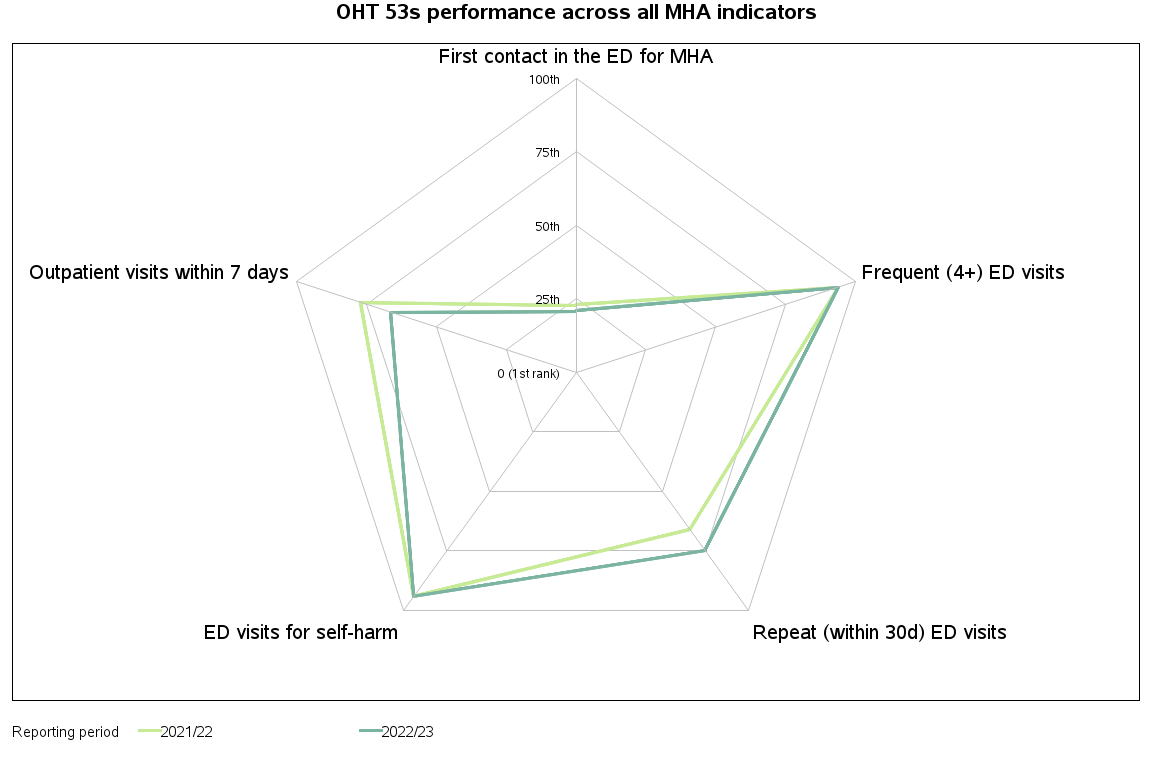 OHT 53s performance across all MHA indicators
First contact in the ED for MHA
100th
75th
50th
Outpatient visits within 7 days
Frequent (4+) ED visits
25th
0 (1st rank)
ED visits for self-harm
Repeat (within 30d) ED visits
Reporting period 2021/22 2022/23